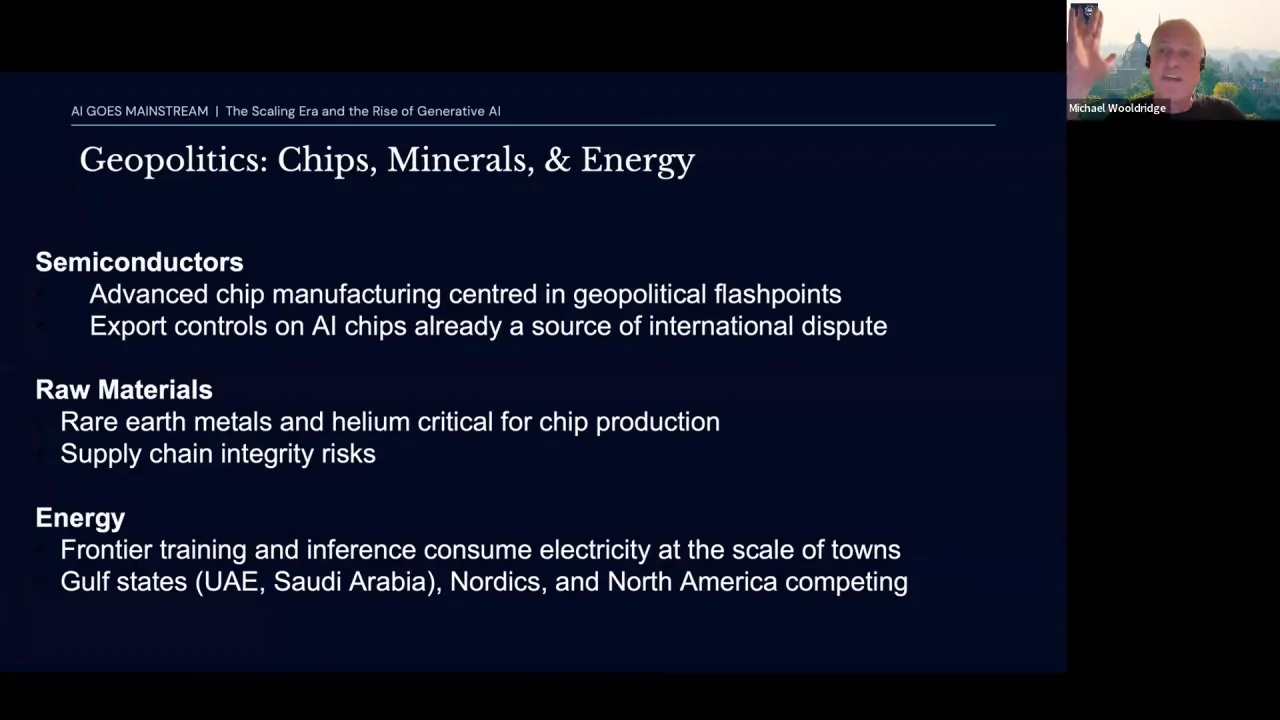 AI GOES MAINSTREAM | The Scaling Era and the Rise of Generative AI
Geopolitics: Chips, Minerals, & Energy
Semiconductors
Advanced chip manufacturing centred in geopolitical flashpoints
Export controls on AI chips already a source of international dispute
Raw Materials
Rare earth metals and helium critical for chip production
Supply chain integrity risks
Energy
Frontier training and inference consume electricity at the scale of towns
Gulf states (UAE, Saudi Arabia), Nordics, and North America competing
Michael Wooldridge